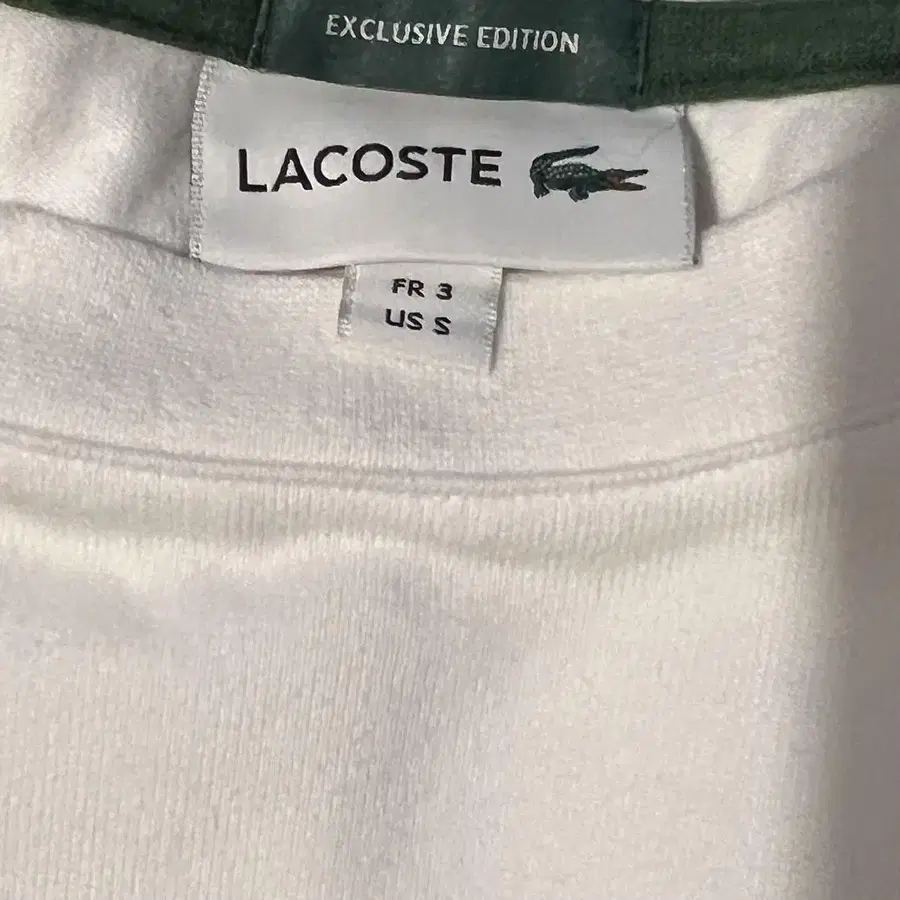 EXCLUSIVE EDITION
LACOSTE
FR 3
US S